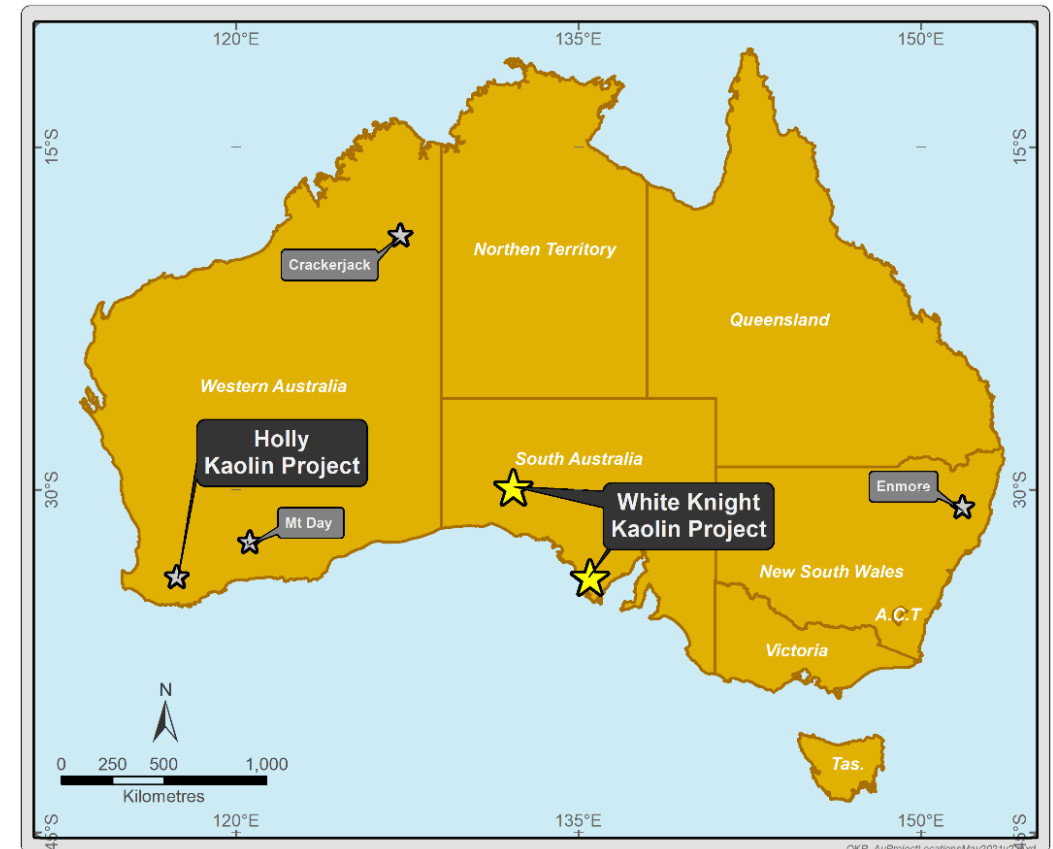 120°E
135°E
150°E
15°S
15°S
Crackerjack
Northen Territory
Queensland
Western Australia
Holly
Kaolin Project
South Australia
30°S
30°S
Enmore
White Knight
Kaolin Project
Mt Day
New South Wales
A.C.T
Victoria
N
0 250 500 1,000
Kilometres
Tas.
120°E
135°E
150°E
45°S
45°S